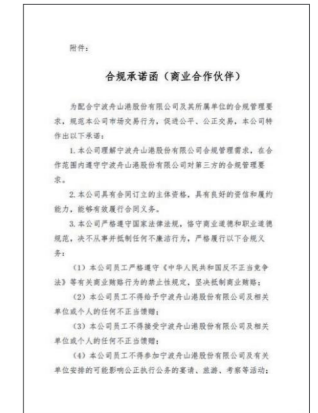 附件：
合规承诺函（商业合作伙伴）
为配合宁波舟山港股份有限公司及其所属单位的合规管理要
求，规范本公司市场交易行为，促进公平、公正交易，本公司特
作出以下承诺：
1.本公司理解宁波舟山港股份有限公司合规管理需求，在合
作范围内遵守宁波舟山港股份有限公司对第三方的合规管理要
求。
2.本公司具有合同订立的主体资格，具有良好的资信和履约
能力，能够有效履行合同义务。
3.本公司严格遵守国家法律法规，恪守商业道德和职业道德
规范，决不从事并抵制任何不廉洁行为，严格履行以下合规义
务：
（1）本公司员工严格遵守《中华人民共和国反不正当竞争
法》等有关商业贿赂行为的禁止性规定，坚决抵制商业贿赂；
（2）本公司员工不得给予宁波舟山港股份有限公司及相关
单位或个人的任何不正当馈赠；
（3）本公司员工不得接受宁波舟山港股份有限公司及相关
单位或个人的任何不正当馈赠；
（4）本公司员工不得参加宁波舟山港股份有限公司及有关
单位安排的可能影响公正执行公务的宴请、旅游、考察等活动；